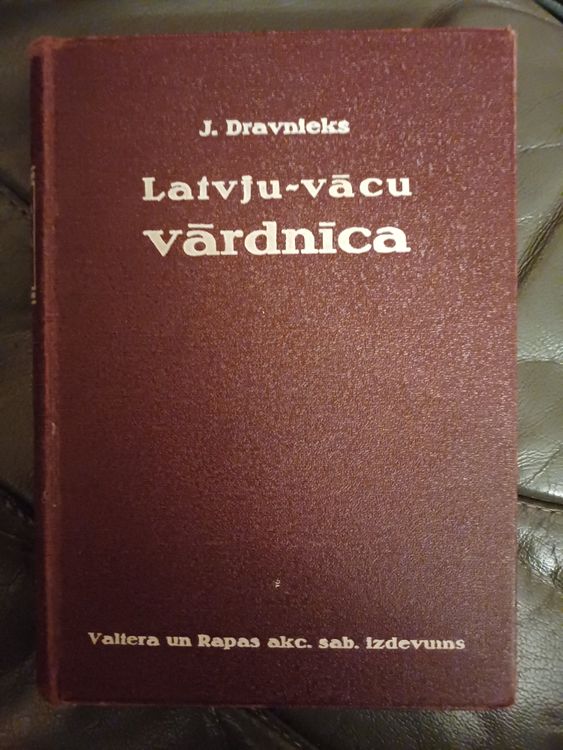 J. Dravnieks
Latvju-vācu
vārdnīca
Valtera un Rapas akc. sab. izdevums